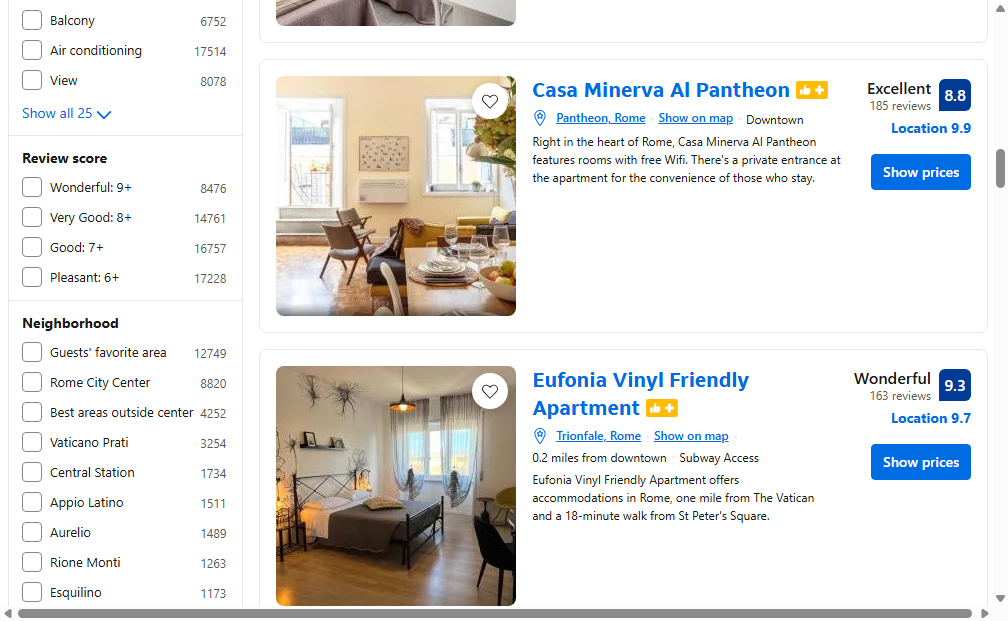 Balcony 6752
Air conditioning 17514
View 8078
Show all 25
Review score
Wonderful: 9+ 8476
Very Good: 8+ 14761
Good: 7+ 16757
Pleasant: 6+ 17228
Neighborhood
Guests' favorite area 12749
Rome City Center 8820
Best areas outside center 4252
Vaticano Prati 3254
Central Station 1734
Appio Latino 1511
Aurelio 1489
Rione Monti 1263
Esquilino 1173
Casa Minerva Al Pantheon
Pantheon, Rome · Show on map · Downtown
Right in the heart of Rome, Casa Minerva Al Pantheon
features rooms with free Wifi. There's a private entrance at
the apartment for the convenience of those who stay.
Excellent 8.8
185 reviews
Location 9.9
Show prices
Eufonia Vinyl Friendly
Apartment
Trionfale, Rome · Show on map ·
0.2 miles from downtown · Subway Access
Eufonia Vinyl Friendly Apartment offers
accommodations in Rome, one mile from The Vatican
and a 18-minute walk from St Peter's Square.
Wonderful 9.3
163 reviews
Location 9.7
Show prices